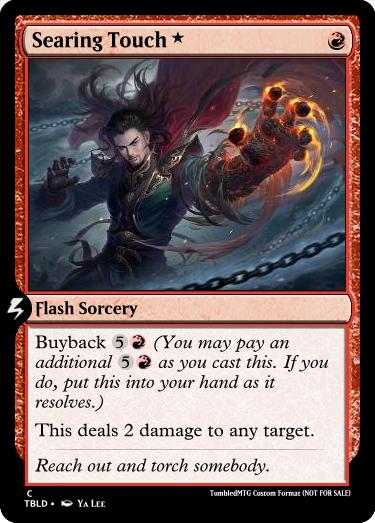 Searing Touch ★
Flash Sorcery
Buyback 5 (You may pay an
additional 5 as you cast this. If you
do, put this into your hand as it
resolves.)
This deals 2 damage to any target.
Reach out and torch somebody.
C
TBLD • Ya Lee
TumbledMTG Custom Format (NOT FOR SALE)